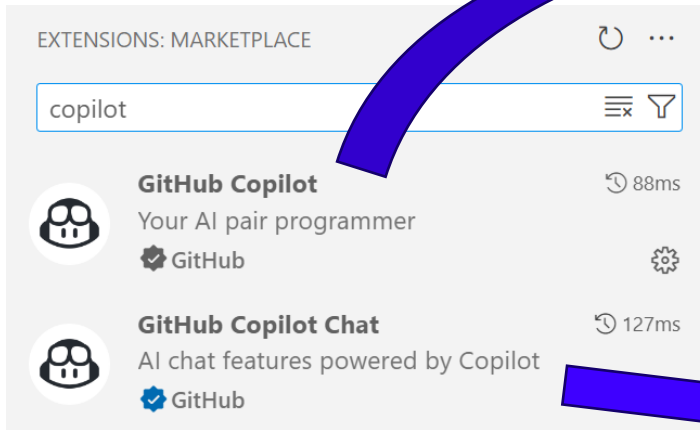 EXTENSIONS: MARKETPLACE
copilot
GitHub Copilot 88ms
Your AI pair programmer
GitHub
GitHub Copilot Chat 127ms
AI chat features powered by Copilot
GitHub